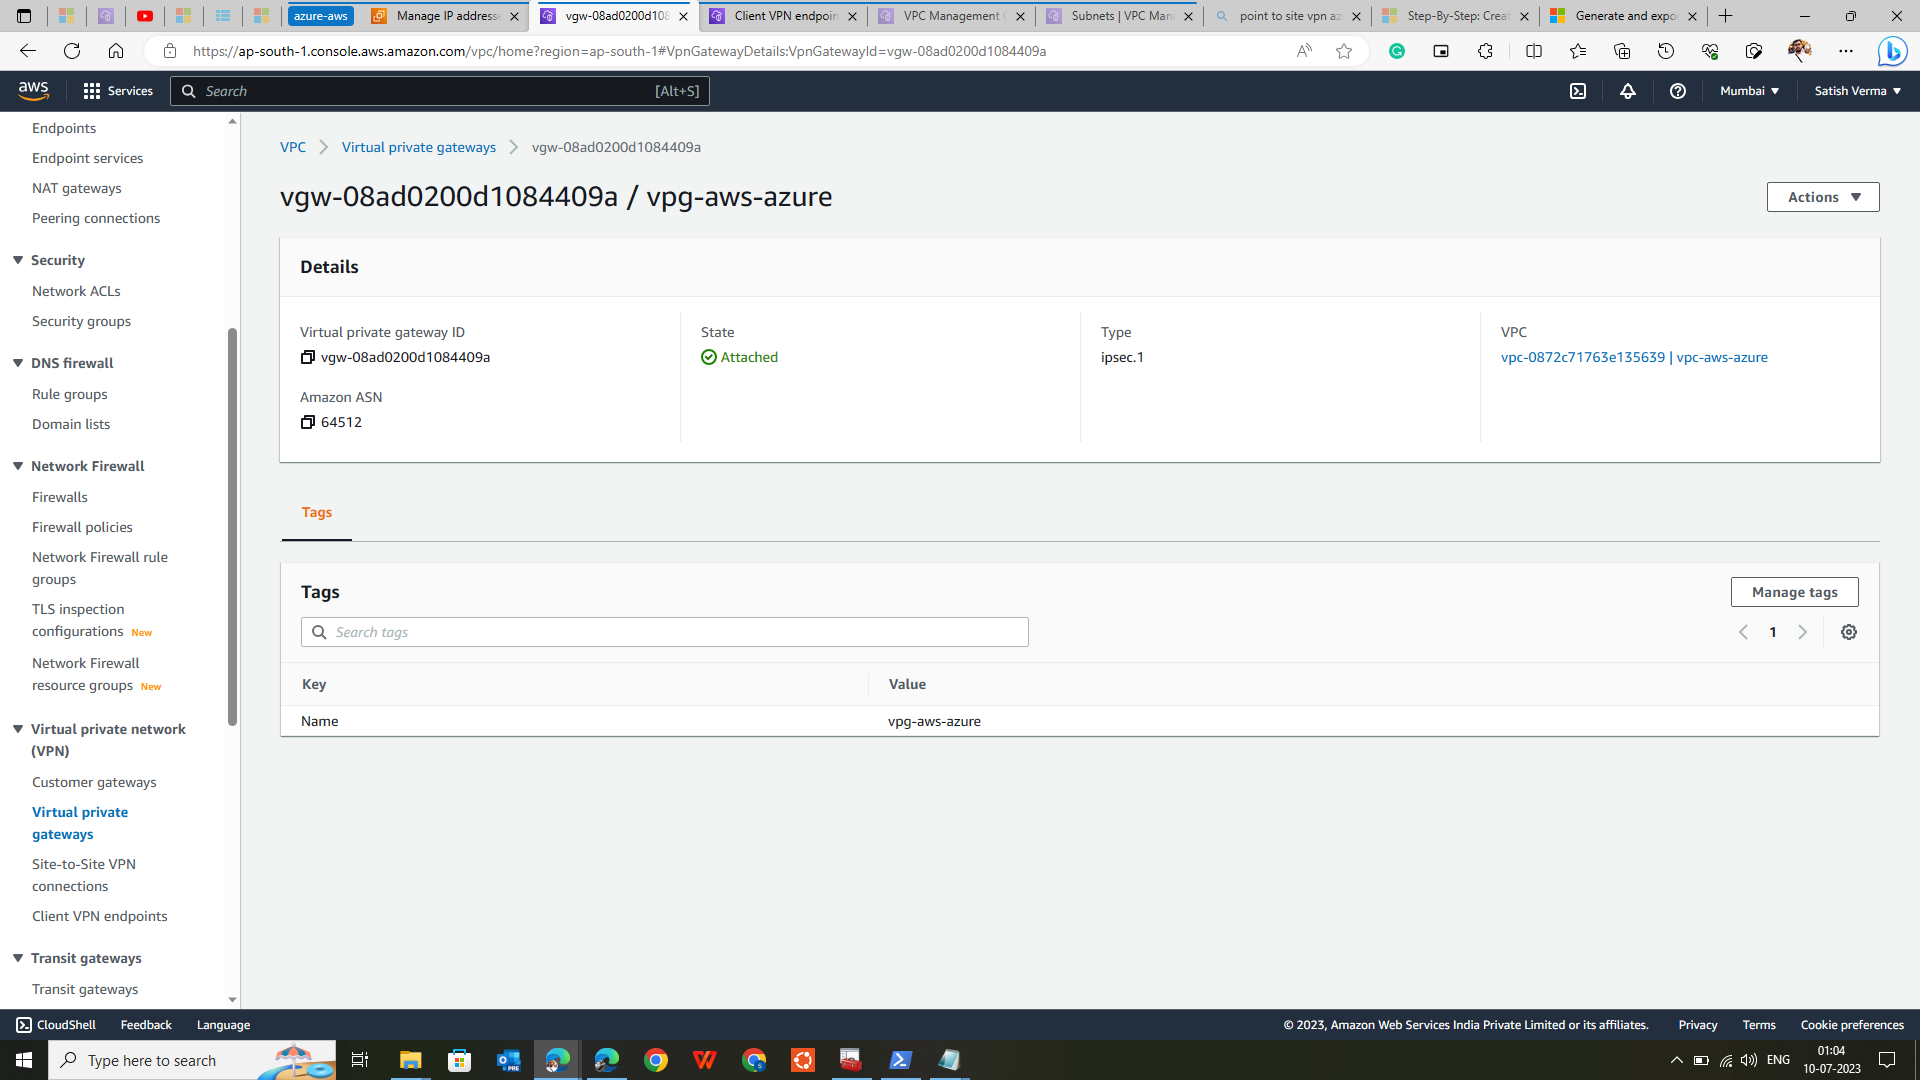 azure-aws
Manage IP addresse
vgw-08ad0200d108
Client VPN endpoin
VPC Management C
Subnets | VPC Man
point to site vpn az
Step-By-Step: Creat
Generate and expo
https://ap-south-1.console.aws.amazon.com/vpc/home?region=ap-south-1#VpnGatewayDetails:VpnGatewayId=vgw-08ad0200d1084409a
aws
Services
Search
[Alt+S]
Mumbai
Satish Verma
Endpoints
Endpoint services
NAT gateways
Peering connections
Security
Network ACLs
Security groups
DNS firewall
Rule groups
Domain lists
Network Firewall
Firewalls
Firewall policies
Network Firewall rule
groups
TLS inspection
configurations New
Network Firewall
resource groups New
Virtual private network
(VPN)
Customer gateways
Virtual private
gateways
Site-to-Site VPN
connections
Client VPN endpoints
Transit gateways
Transit gateways
VPC
Virtual private gateways
vgw-08ad0200d1084409a
vgw-08ad0200d1084409a / vpg-aws-azure
Actions
Details
Virtual private gateway ID
vgw-08ad0200d1084409a
State
Attached
Type
ipsec.1
VPC
vpc-0872c71763e135639 | vpc-aws-azure
Amazon ASN
64512
Tags
Tags
Manage tags
Search tags
1
Key
Value
Name
vpg-aws-azure
CloudShell
Feedback
Language
© 2023, Amazon Web Services India Private Limited or its affiliates.
Privacy
Terms
Cookie preferences
Type here to search
PRE
ENG
01:04
10-07-2023